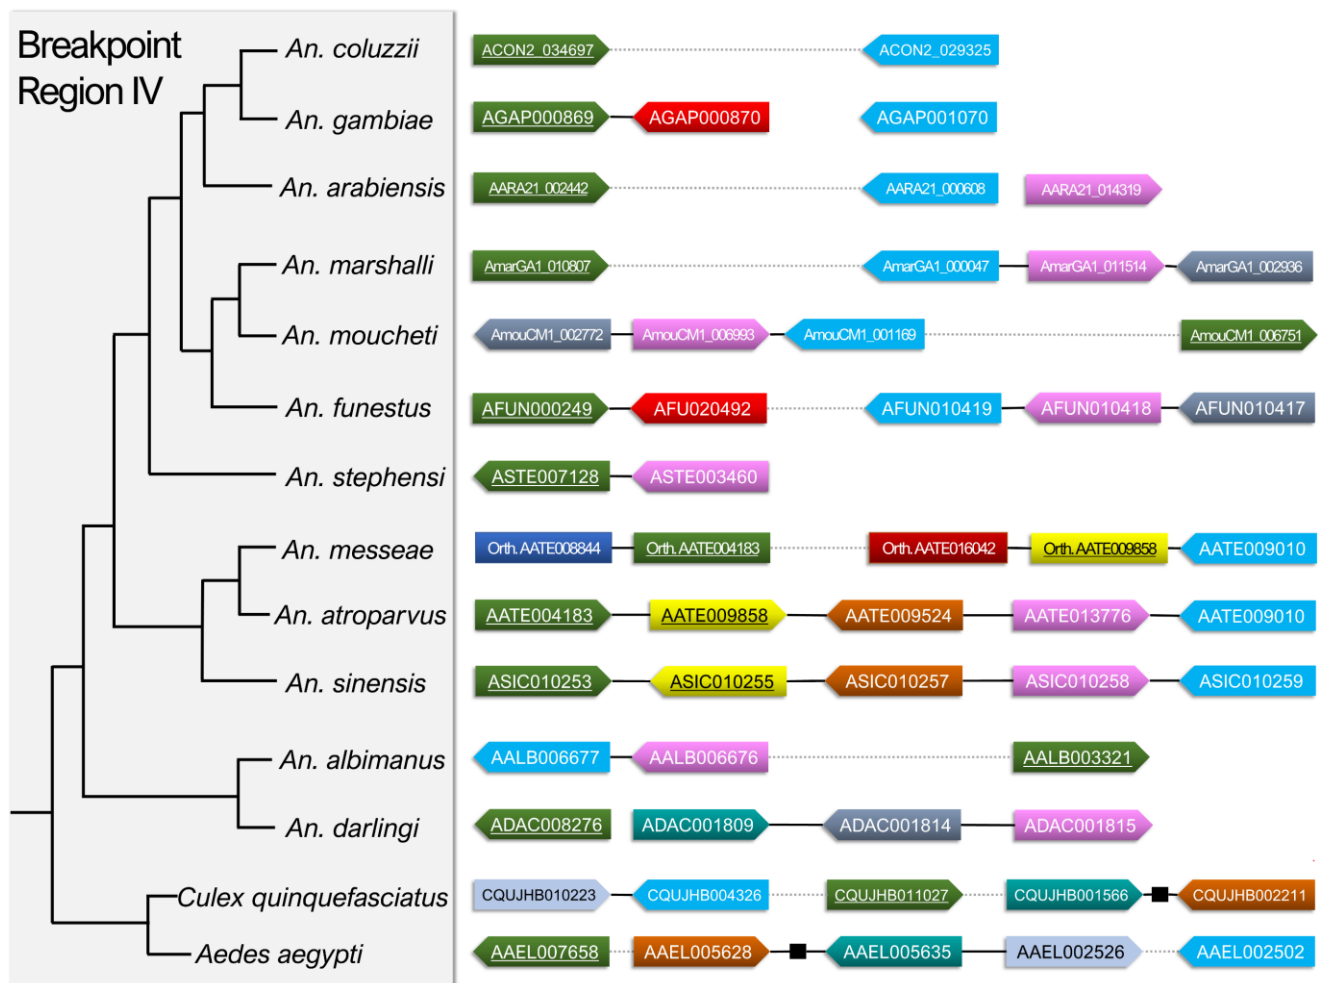 Breakpoint
Region IV
An. coluzzii ACON2_034697 ACON2_029325
An. gambiae AGAP000869 AGAP000870 AGAP001070
An. arabiensis AARA21_002442 AARA21_000608 AARA21_014319
An. marshalli AmarGA1_010807 AmarGA1_000047 AmarGA1_011514 AmarGA1_002936
An. moucheti AmouCM1_002772 AmouCM1_006993 AmouCM1_001169 AmouCM1_006751
An. funestus AFUN000249 AFU020492 AFUN010419 AFUN010418 AFUN010417
An. stephensi ASTE007128 ASTE003460
An. messeae Orth. AATE008844 Orth. AATE004183 Orth. AATE016042 Orth. AATE009858 AATE009010
An. atroparvus AATE004183 AATE009858 AATE009524 AATE013776 AATE009010
An. sinensis ASIC010253 ASIC010255 ASIC010257 ASIC010258 ASIC010259
An. albimanus AALB006677 AALB006676 AALB003321
An. darlingi ADAC008276 ADAC001809 ADAC001814 ADAC001815
Culex quinquefasciatus CQUJHB010223 CQUJHB004326 CQUJHB011027 CQUJHB001566 CQUJHB002211
Aedes aegypti AAEL007658 AAEL005628 AAEL005635 AAEL002526 AAEL002502